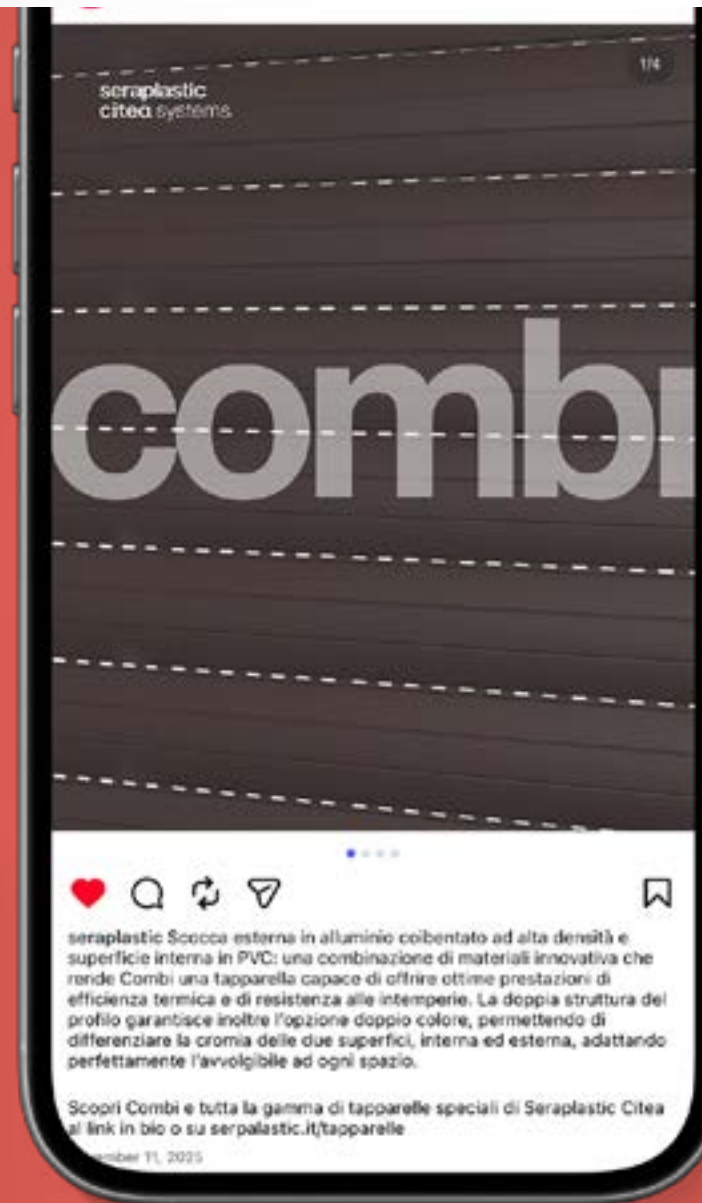 1/4
seraplastic
citea systems
combi
seraplastic Scocca esterna in alluminio coibentato ad alta densità e
superficie interna in PVC: una combinazione di materiali innovativa che
rende Combi una tapparella capace di offrire ottime prestazioni di
efficienza termica e di resistenza alle intemperie. La doppia struttura del
profilo garantisce inoltre l'opzione doppio colore, permettendo di
differenziare la cromia delle due superfici, interna ed esterna, adattando
perfettamente l'avvolgibile ad ogni spazio.
Scopri Combi e tutta la gamma di tapparelle speciali di Seraplastic Citea
al link in bio o su serpalastic.it/tapparelle
11, 2025